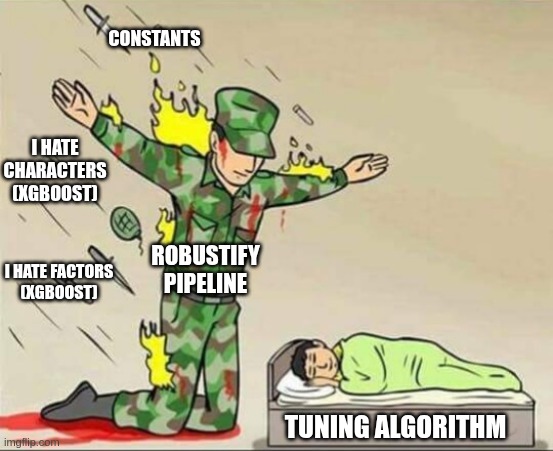 CONSTANTS
I HATE
CHARACTERS
(XGBOOST)
I HATE FACTORS
(XGBOOST)
ROBUSTIFY
PIPELINE
TUNING ALGORITHM
imgflip.com